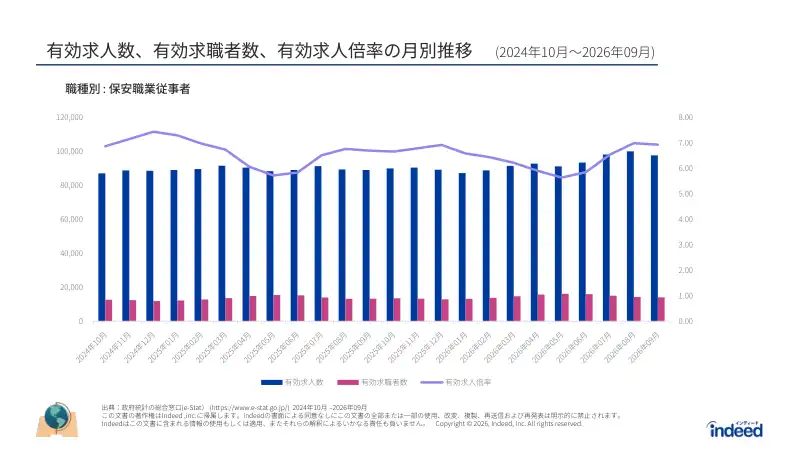 有効求人数、有効求職者数、有効求人倍率の月別推移 (2024年10月～2026年09月)
職種別 : 保安職業従事者
120,000
100,000
80,000
60,000
40,000
20,000
0
8.00
7.00
6.00
5.00
4.00
3.00
2.00
1.00
0.00
2024年10月
2024年11月
2024年12月
2025年01月
2025年02月
2025年03月
2025年04月
2025年05月
2025年06月
2025年07月
2025年08月
2025年09月
2025年10月
2025年11月
2025年12月
2026年01月
2026年02月
2026年03月
2026年04月
2026年05月
2026年06月
2026年07月
2026年08月
2026年09月
有効求人数 有効求職者数 有効求人倍率
出典：政府統計の総合窓口(e-Stat) (https://www.e-stat.go.jp/) 2024年10月 –2026年09月
この文書の著作権はIndeed ,inc に帰属します。Indeedの書面による同意なしにこの文書の全部または一部の使用、改変、複製、再送信および再発表は明示的に禁止されます。
Indeedはこの文書に含まれる情報の使用もしくは適用、またそれらの解釈によるいかなる責任も負いません。 Copyright © 2026, Indeed, Inc. All rights reserved.
インディード
indeed